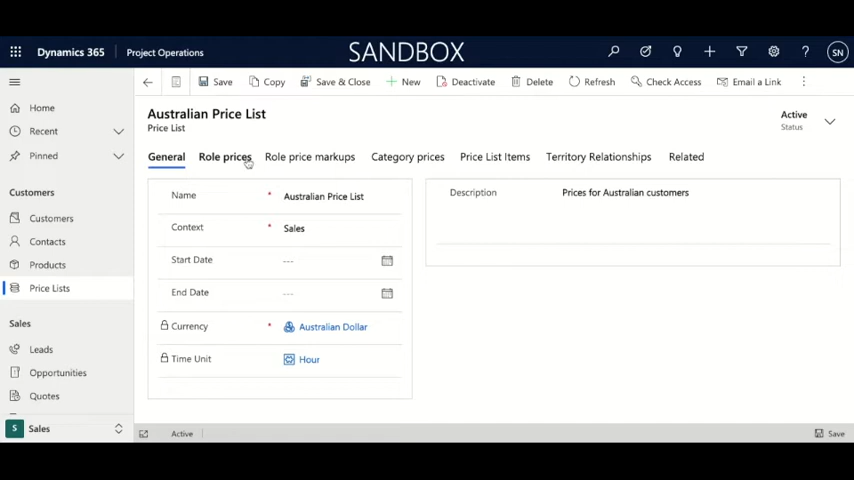 Dynamics 365 Project Operations SANDBOX ? SN
Save Copy Save & Close New Deactivate Delete Refresh Check Access Email a Link
Home
Recent
Pinned
Customers
Customers
Contacts
Products
Price Lists
Sales
Leads
Opportunities
Quotes
S Sales
Australian Price List
Price List
Active
Status
General Role prices Role price markups Category prices Price List Items Territory Relationships Related
Name * Australian Price List
Context * Sales
Start Date ---
End Date ---
Currency * Australian Dollar
Time Unit Hour
Description Prices for Australian customers
Active
Save